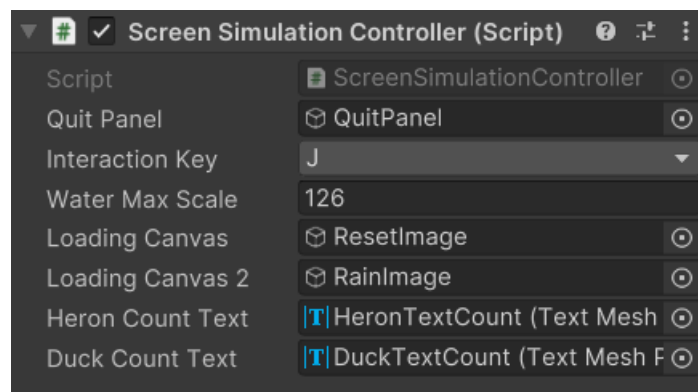 Screen Simulation Controller (Script)
Script ScreenSimulationController
Quit Panel QuitPanel
Interaction Key J
Water Max Scale 126
Loading Canvas ResetImage
Loading Canvas 2 RainImage
Heron Count Text HeronTextCount (Text Mesh
Duck Count Text DuckTextCount (Text Mesh P